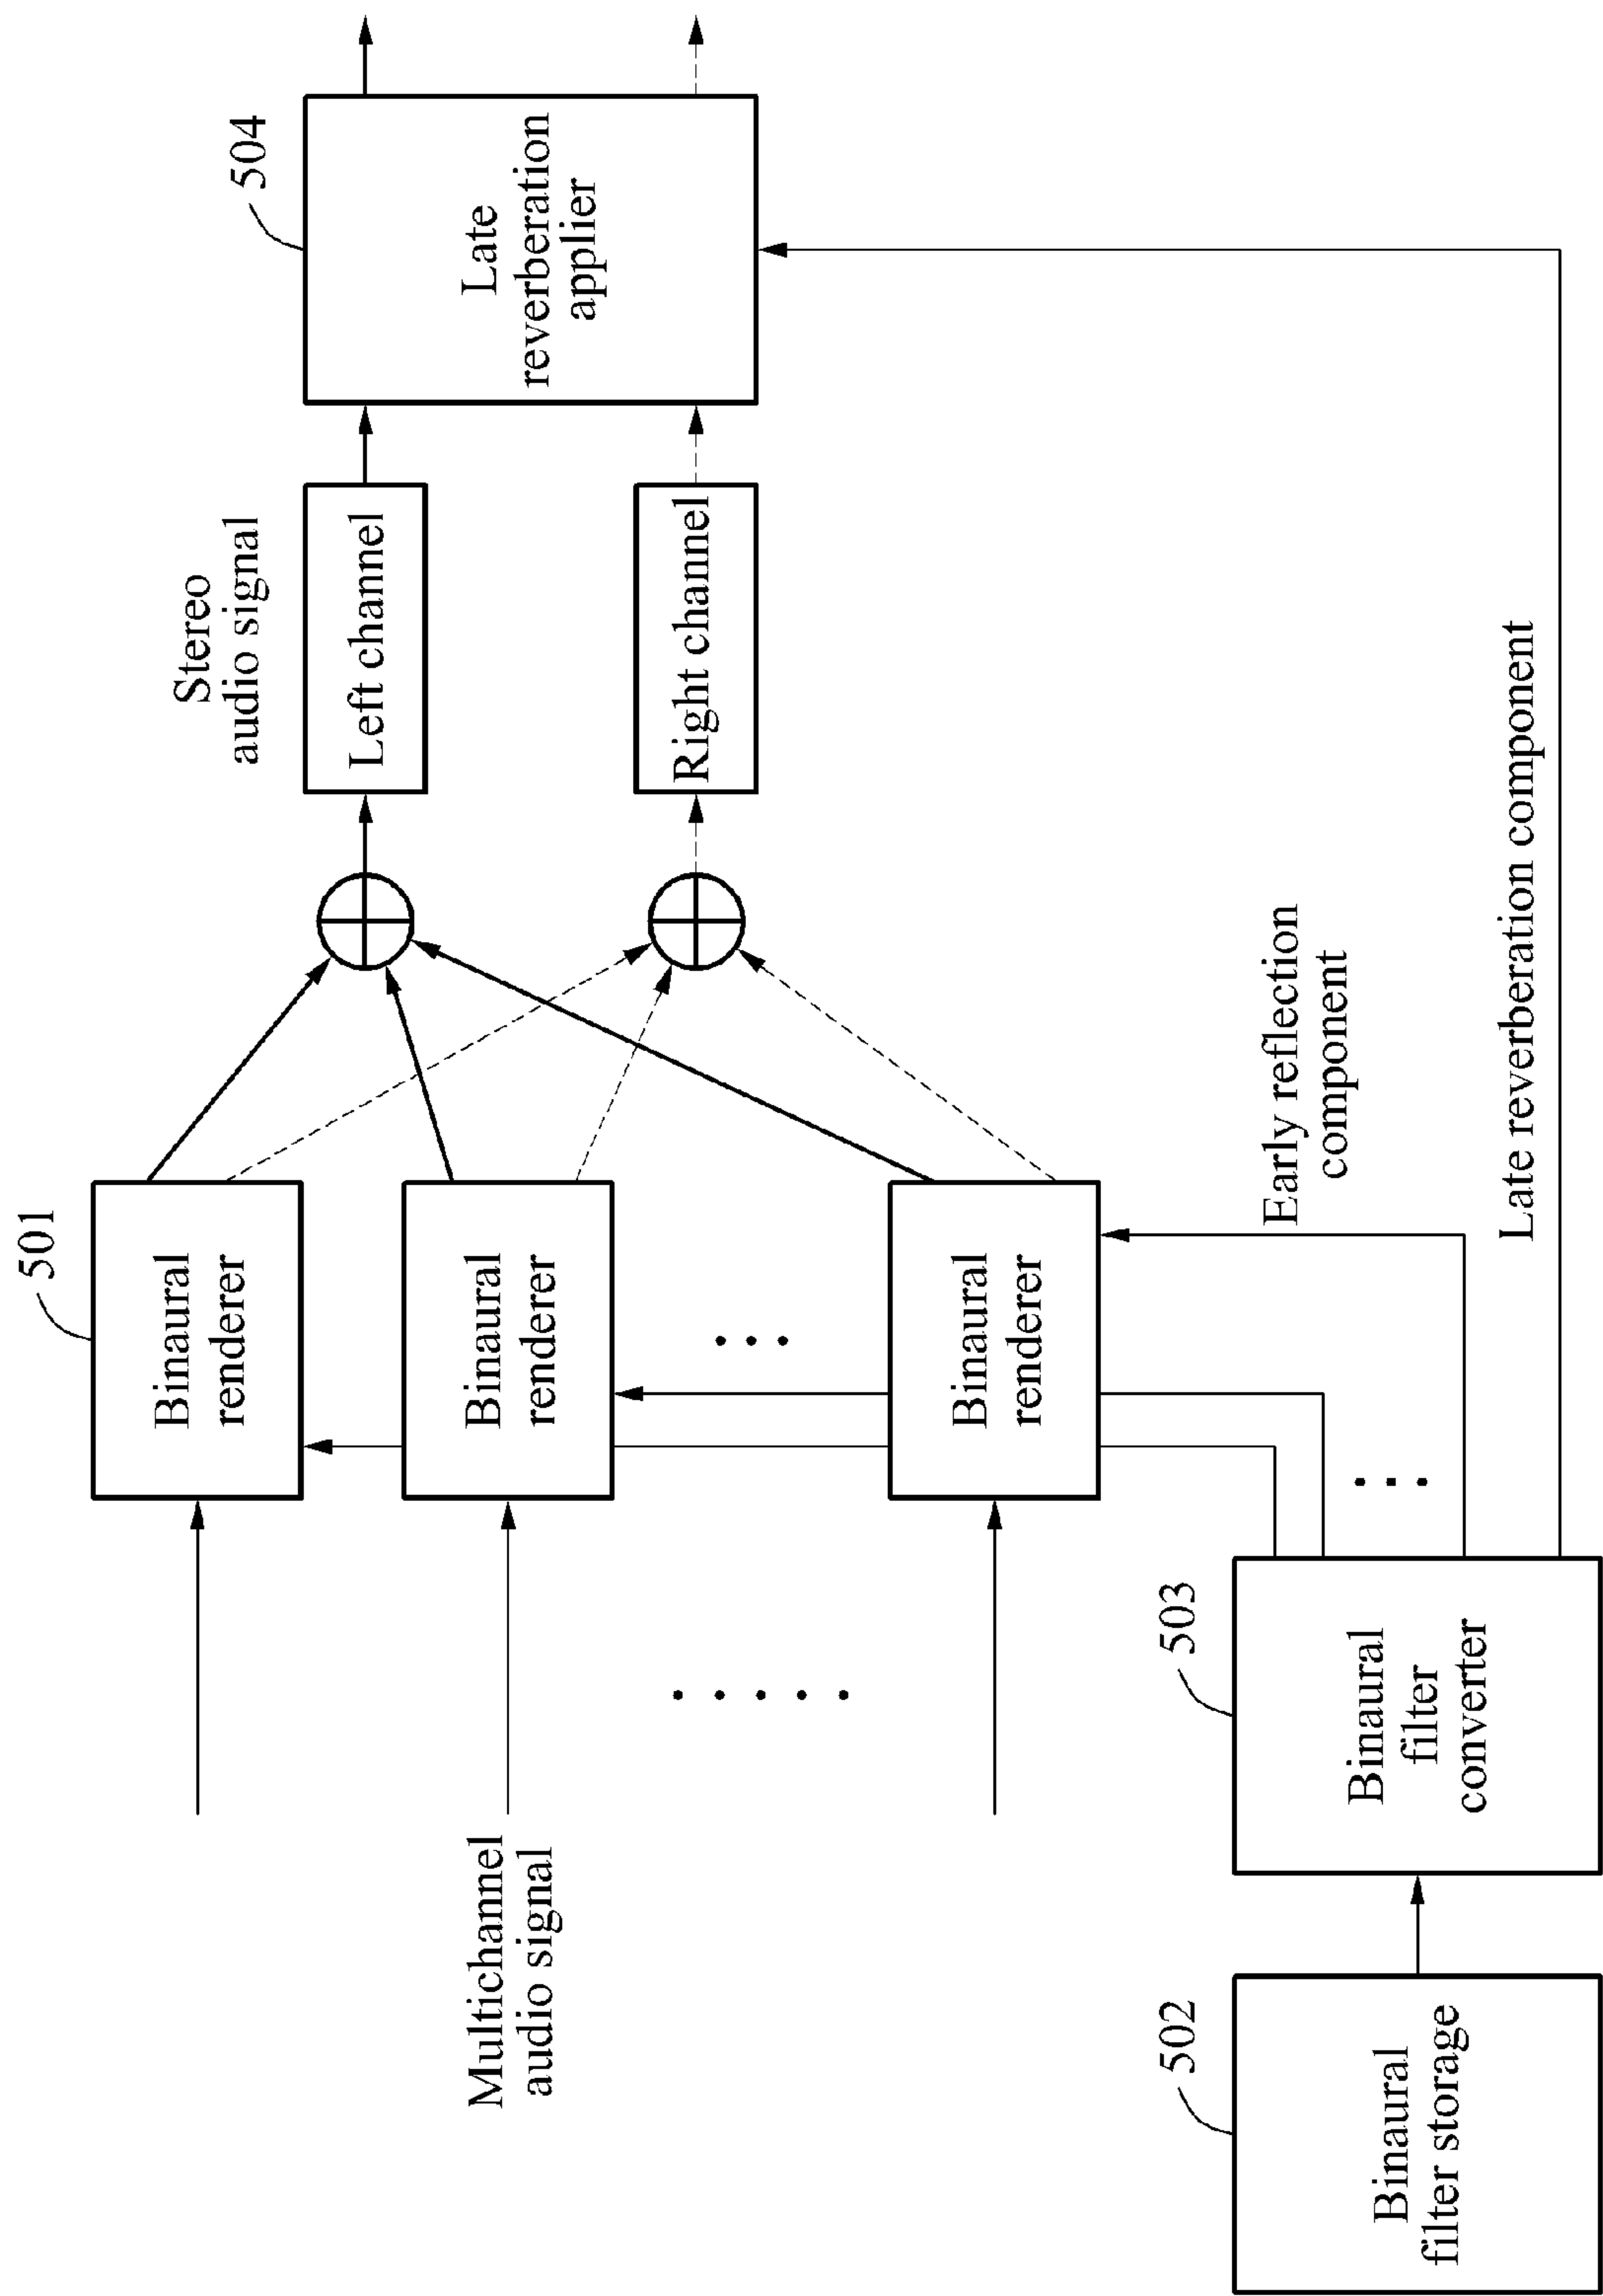 501
Binaural
renderer
Binaural
renderer
...
Binaural
renderer
Multichannel
audio signal
.....
Stereo
audio signal
Left channel
Right channel
504
Late
reverberation
applier
Early reflection
component
Late reverberation component
...
502
Binaural
filter storage
503
Binaural
filter
converter